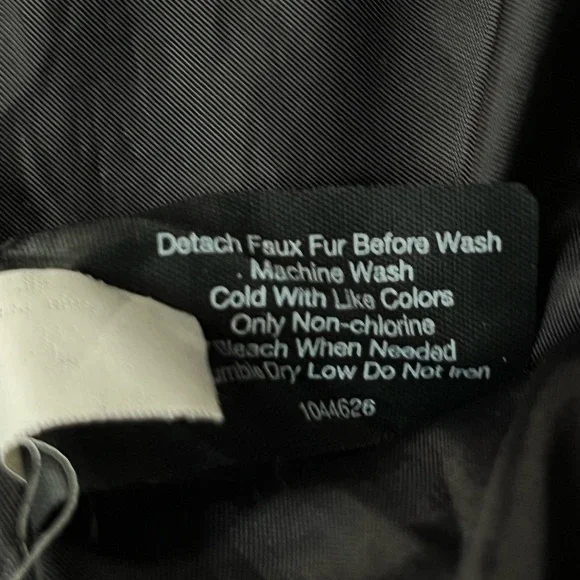 Detach Faux Fur Before Wash
. Machine Wash
Cold With Like Colors
Only Non-chlorine
Bleach When Needed
Tumble Dry Low Do Not Iron
1044626